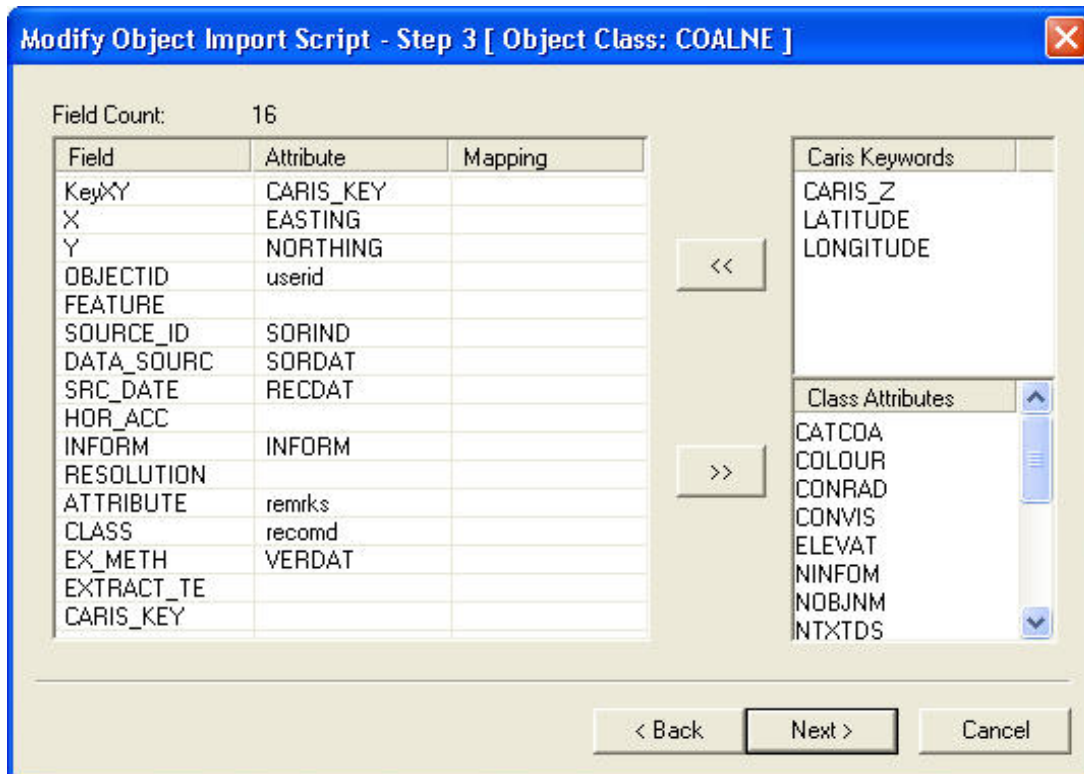 Modify Object Import Script - Step 3 [ Object Class: COALNE ]
Field Count: 16
Field Attribute Mapping
KeyXY CARIS_KEY
X EASTING
Y NORTHING
OBJECTID userid
FEATURE
SOURCE_ID SORIND
DATA_SOURC SORDAT
SRC_DATE RECDAT
HOR_ACC
INFORM INFORM
RESOLUTION
ATTRIBUTE remrks
CLASS recomd
EX_METH VERDAT
EXTRACT_TE
CARIS_KEY
<<
>>
Caris Keywords
CARIS_Z
LATITUDE
LONGITUDE
Class Attributes
CATCOA
COLOUR
CONRAD
CONVIS
ELEVAT
NINFOM
NOBJNM
NTXTDS
< Back Next > Cancel